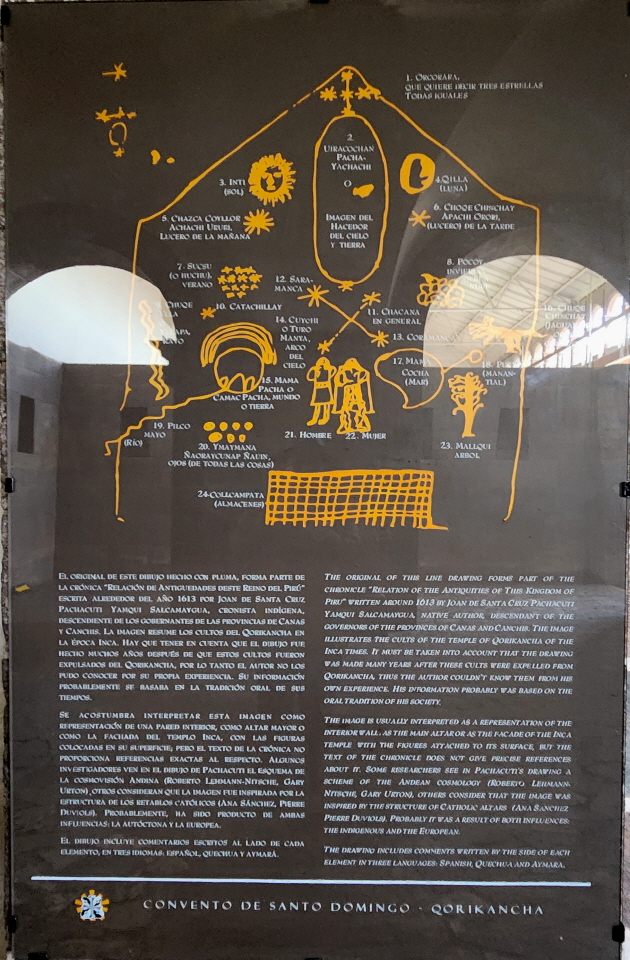 1. Orcorara,
que quiere decir tres estrellas
todas iguales
2.
Uiracochan
Pacha-
yachachi
o
Imagen del
Hacedor
del cielo
y tierra
3. Inti
(sol)
4. Quilla
(luna)
5. Chazca Coyllor
Achachi Ururi,
lucero de la mañana
6. Choque Chinchay
Apachi Orori,
(lucero) de la tarde
7. Sucsu
(o Huchu),
verano
8. Pocoy,
10. Catachillay
12. Sara-
manca
11. Chacana
en general
14. Cuychi
o Turo
Manya,
arco
del
cielo
15. Mama
Pacha o
Camac Pacha, mundo
o tierra
17. Mama
Cocha
(mar)
(manan-
tial)
19. Pilco
mayo
(río)
20. Ymaymana
Ñaoraycunap Ñauin,
ojos (de todas las cosas)
21. Hombre
22. Mujer
23. Mallqui
arbol
24-Collcampata
(almacenes)
El original de este dibujo hecho con pluma, forma parte de
la crónica "Relación de Antiguedades deste Reino del Pirú"
escrita alrededor del año 1613 por Joan de Santa Cruz
Pachacuti Yamqui Salcamaygua, cronista indígena,
descendiente de los gobernantes de las provincias de Canas
y Canchis. La imagen resume los cultos del Qorikancha en
la época Inca. Hay que tener en cuenta que el dibujo fue
hecho muchos años después de que estos cultos fueron
expulsados del Qorikancha, por lo tanto el autor no los
pudo conocer por su propia experiencia. Su información
probablemente se basaba en la tradición oral de sus
tiempos.
Se acostumbra interpretar esta imagen como
representación de una pared interior, como altar mayor o
como la fachada del templo Inca, con las figuras
colocadas en su superficie; pero el texto de la crónica no
proporciona referencias exactas al respecto. Algunos
investigadores ven en el dibujo de Pachacuti el esquema de
la cosmovisión Andina (Roberto Lehmann-Nitsche, Gary
Urton), otros consideran que la imagen fue inspirada por la
estructura de los retablos católicos (Ana Sánchez, Pierre
Duviols). Probablemente, ha sido producto de ambas
influencias: la autóctona y la europea.
El dibujo incluye comentarios escritos al lado de cada
elemento, en tres idiomas: español, quechua y aymará.
The original of this line drawing forms part of the
chronicle "Relation of the Antiquities of This Kingdom of
Piru" written around 1613 by Joan de Santa Cruz Pachacuti
Yamqui Salcamaygua, native author, descendant of the
governors of the provinces of Canas and Canchis. The image
illustrates the cults of the temple of Qorikancha of the
Inca times. It must be taken into account that the drawing
was made many years after these cults were expelled from
Qorikancha, thus the author couldn't know them from his
own experience. His information probably was based on the
oral tradition of his society.
The image is usually interpreted as a representation of the
interior wall, as the main altar or as the facade of the Inca
temple with the figures attached to its surface, but the
text of the chronicle does not give precise references
about it. Some researchers see in Pachacuti's drawing a
scheme of the Andean cosmology (Roberto Lehmann-
Nitsche, Gary Urton), others consider that the image was
inspired by the structure of Catholic altars (Ana Sanchez
Pierre Duviols). Probably it was a result of both influences:
the indigenous and the European.
The drawing includes comments written by the side of each
element in three languages: Spanish, Quechua and Aymara.
CONVENTO DE SANTO DOMINGO - QORIKANCHA